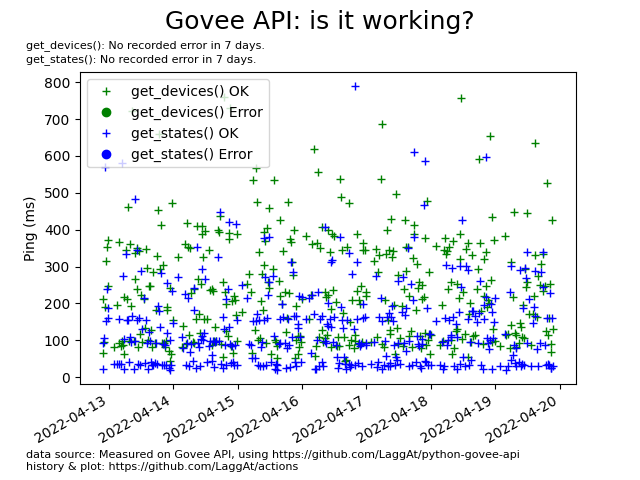 Govee API: is it working?
get_devices(): No recorded error in 7 days.
get_states(): No recorded error in 7 days.
get_devices() OK
get_devices() Error
get_states() OK
get_states() Error
Ping (ms)
800
700
600
500
400
300
200
100
0
2022-04-13
2022-04-14
2022-04-15
2022-04-16
2022-04-17
2022-04-18
2022-04-19
2022-04-20
data source: Measured on Govee API, using https://github.com/LaggAt/python-govee-api
history & plot: https://github.com/LaggAt/actions